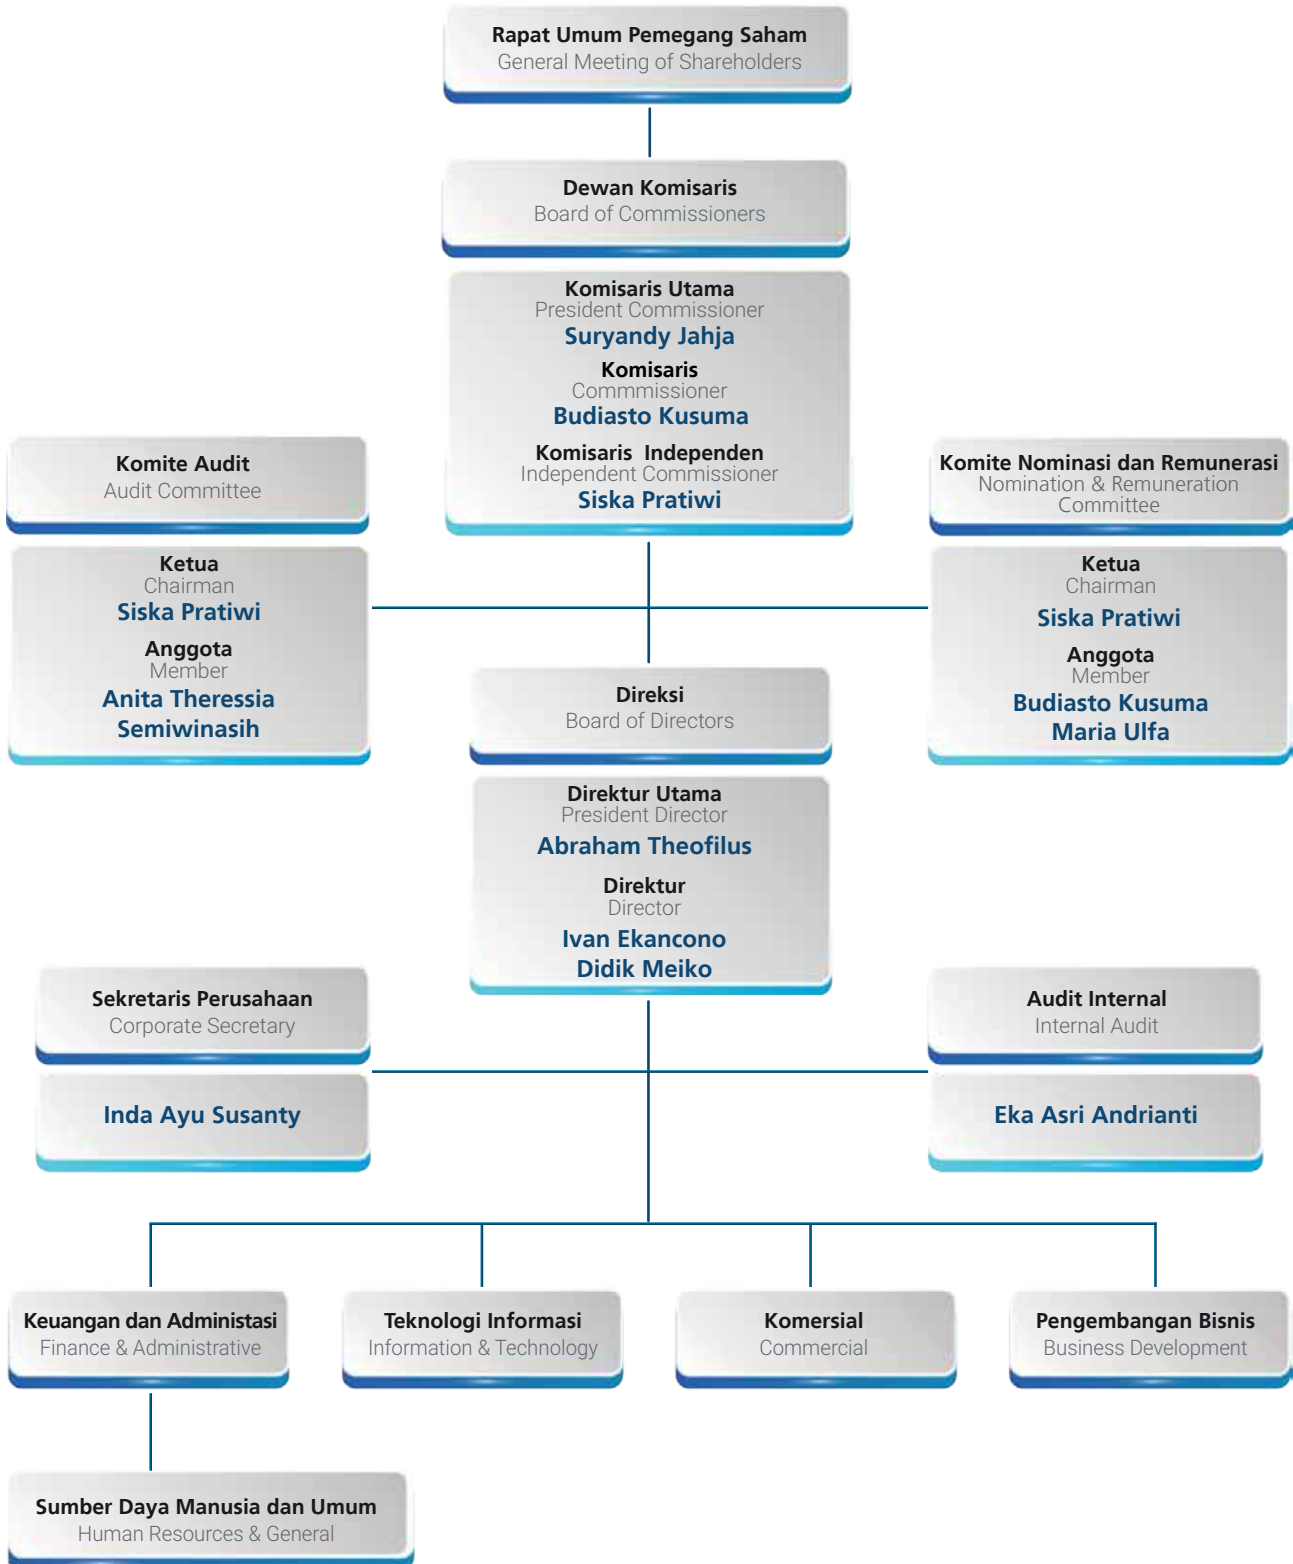 Rapat Umum Pemegang Saham
General Meeting of Shareholders
Dewan Komisaris
Board of Commissioners
Komisaris Utama
President Commissioner
Suryandy Jahja
Komisaris
Commmissioner
Budiasto Kusuma
Komisaris Independen
Independent Commissioner
Siska Pratiwi
Komite Audit
Audit Committee
Ketua
Chairman
Siska Pratiwi
Anggota
Member
Anita Theressia
Semiwinasih
Komite Nominasi dan Remunerasi
Nomination & Remuneration
Committee
Ketua
Chairman
Siska Pratiwi
Anggota
Member
Budiasto Kusuma
Maria Ulfa
Direksi
Board of Directors
Direktur Utama
President Director
Abraham Theofilus
Direktur
Director
Ivan Ekancono
Didik Meiko
Sekretaris Perusahaan
Corporate Secretary
Inda Ayu Susanty
Audit Internal
Internal Audit
Eka Asri Andrianti
Keuangan dan Administasi
Finance & Administrative
Teknologi Informasi
Information & Technology
Komersial
Commercial
Pengembangan Bisnis
Business Development
Sumber Daya Manusia dan Umum
Human Resources & General